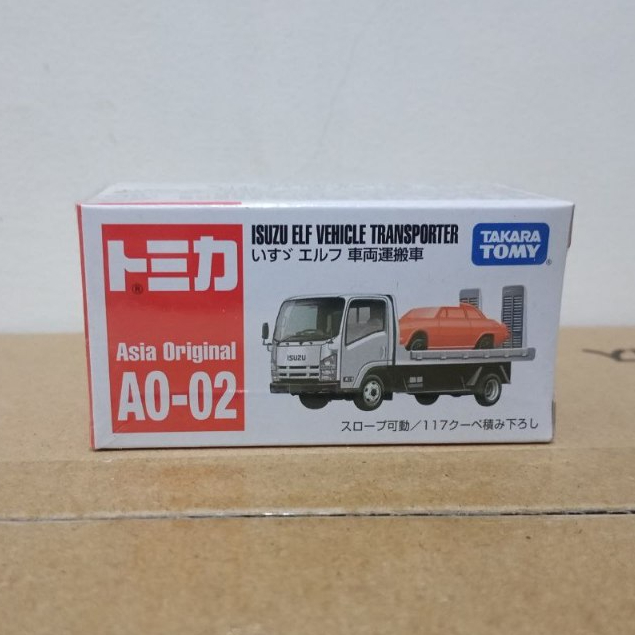 トミカ
®
Asia Original
AO-02
ISUZU ELF VEHICLE TRANSPORTER
いすゞ エルフ 車両運搬車
TAKARA
TOMY®
ISUZU
スロープ可動／117クーペ積み下ろし